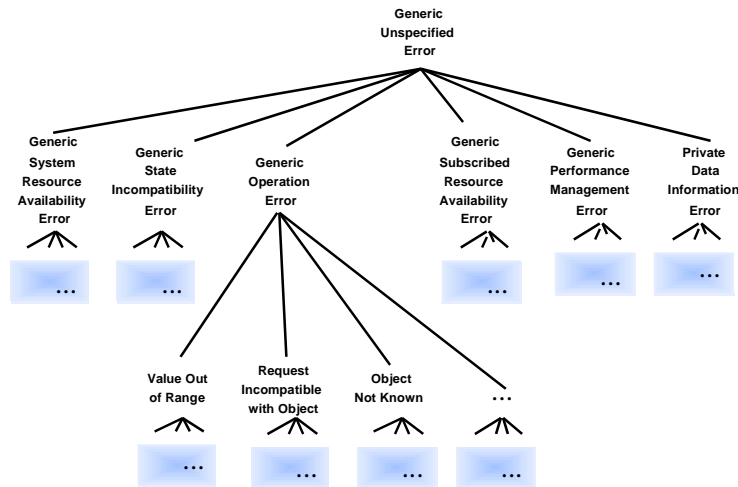 Generic
Unspecified
Error
Generic
System
Resource
Availability
Error
Generic
State
Incompatibility
Error
Generic
Operation
Error
Generic
Subscribed
Resource
Availability
Error
Generic
Performance
Management
Error
Private
Data
Information
Error
...
...
...
...
...
Value Out
of Range
Request
Incompatible
with Object
Object
Not Known
...
...
...
...
...